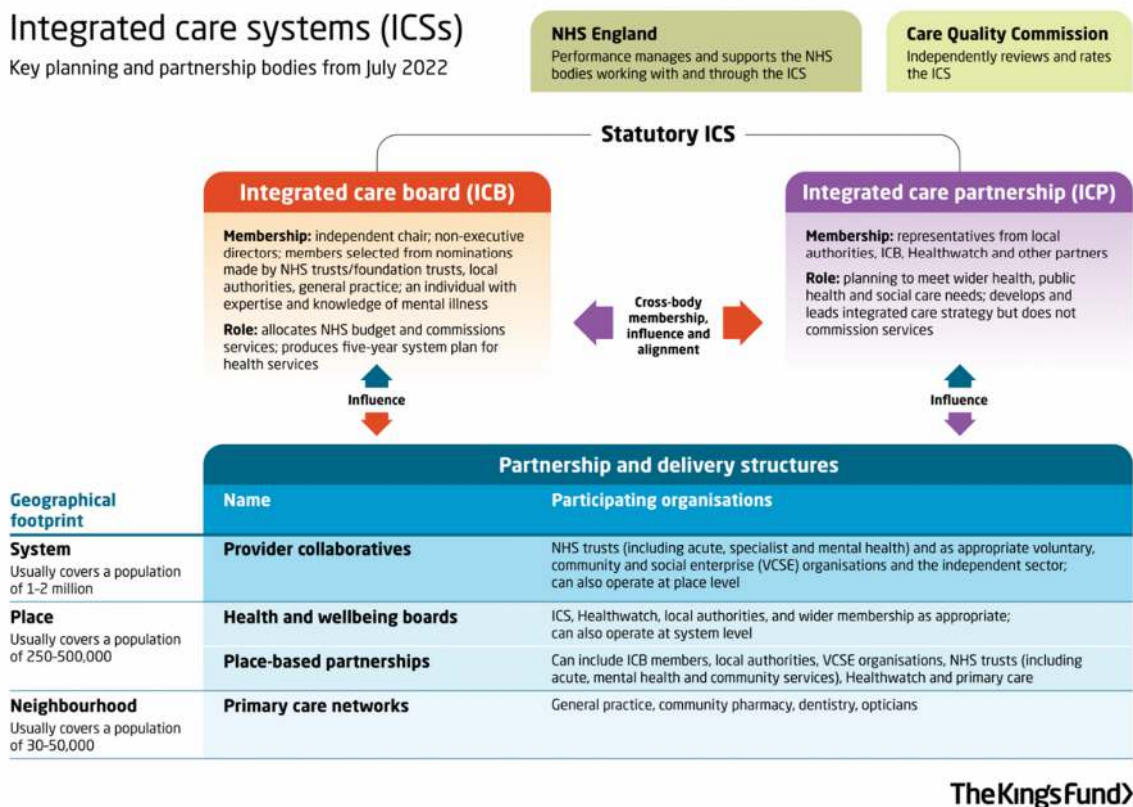 Integrated care systems (ICSs)
Key planning and partnership bodies from July 2022
NHS England
Performance manages and supports the NHS
bodies working with and through the ICS
Care Quality Commission
Independently reviews and rates
the ICS
Statutory ICS
Integrated care board (ICB)
Membership: independent chair; non-executive
directors; members selected from nominations
made by NHS trusts/foundation trusts, local
authorities, general practice; an individual with
expertise and knowledge of mental illness
Role: allocates NHS budget and commissions
services; produces five-year system plan for
health services
Cross-body
membership,
influence and
alignment
Integrated care partnership (ICP)
Membership: representatives from local
authorities, ICB, Healthwatch and other partners
Role: planning to meet wider health, public
health and social care needs; develops and
leads integrated care strategy but does not
commission services
Influence
Influence
Partnership and delivery structures
Geographical
footprint
Name
Participating organisations
System
Usually covers a population
of 1-2 million
Provider collaboratives
NHS trusts (including acute, specialist and mental health) and as appropriate voluntary,
community and social enterprise (VCSE) organisations and the independent sector;
can also operate at place level
Place
Usually covers a population
of 250-500,000
Health and wellbeing boards
ICS, Healthwatch, local authorities, and wider membership as appropriate;
can also operate at system level
Place-based partnerships
Can include ICB members, local authorities, VCSE organisations, NHS trusts (including
acute, mental health and community services), Healthwatch and primary care
Neighbourhood
Usually covers a population
of 30-50,000
Primary care networks
General practice, community pharmacy, dentistry, opticians
The King's Fund